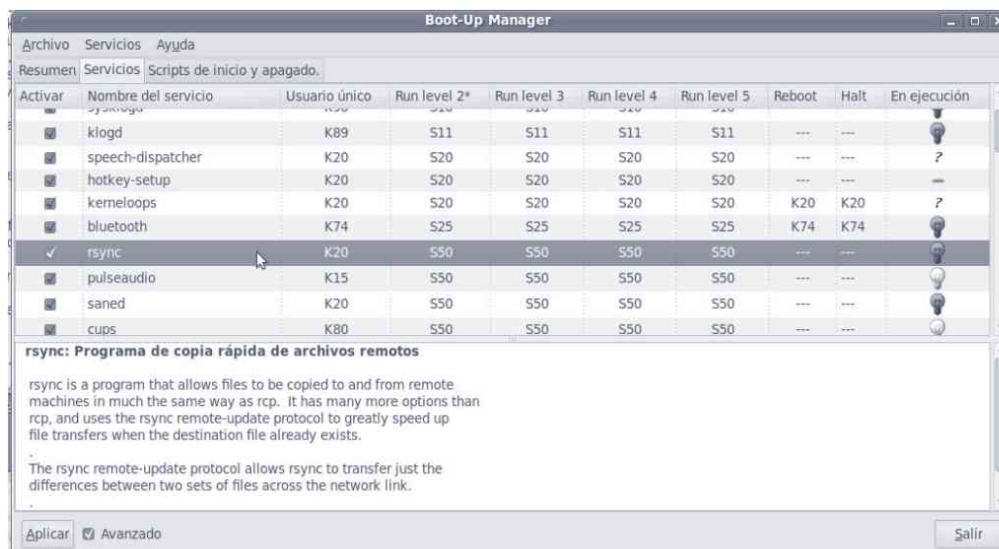 Boot-Up Manager
Archivo Servicios Ayuda
Resumen Servicios Scripts de inicio y apagado.
Activar Nombre del servicio Usuario único Run level 2* Run level 3 Run level 4 Run level 5 Reboot Halt En ejecución
klogd K89 S11 S11 S11 S11 --- ---
speech-dispatcher K20 S20 S20 S20 S20 --- --- ?
hotkey-setup K20 S20 S20 S20 S20 --- ---
kerneloops K20 S20 S20 S20 S20 K20 K20 ?
bluetooth K74 S25 S25 S25 S25 K74 K74
rsync K20 S50 S50 S50 S50 --- ---
pulseaudio K15 S50 S50 S50 S50 --- ---
saned K20 S50 S50 S50 S50 --- ---
cups K80 S50 S50 S50 S50 --- ---
rsync: Programa de copia rápida de archivos remotos
rsync is a program that allows files to be copied to and from remote
machines in much the same way as rcp. It has many more options than
rcp, and uses the rsync remote-update protocol to greatly speed up
file transfers when the destination file already exists.
.
The rsync remote-update protocol allows rsync to transfer just the
differences between two sets of files across the network link.
.
Aplicar Avanzado Salir